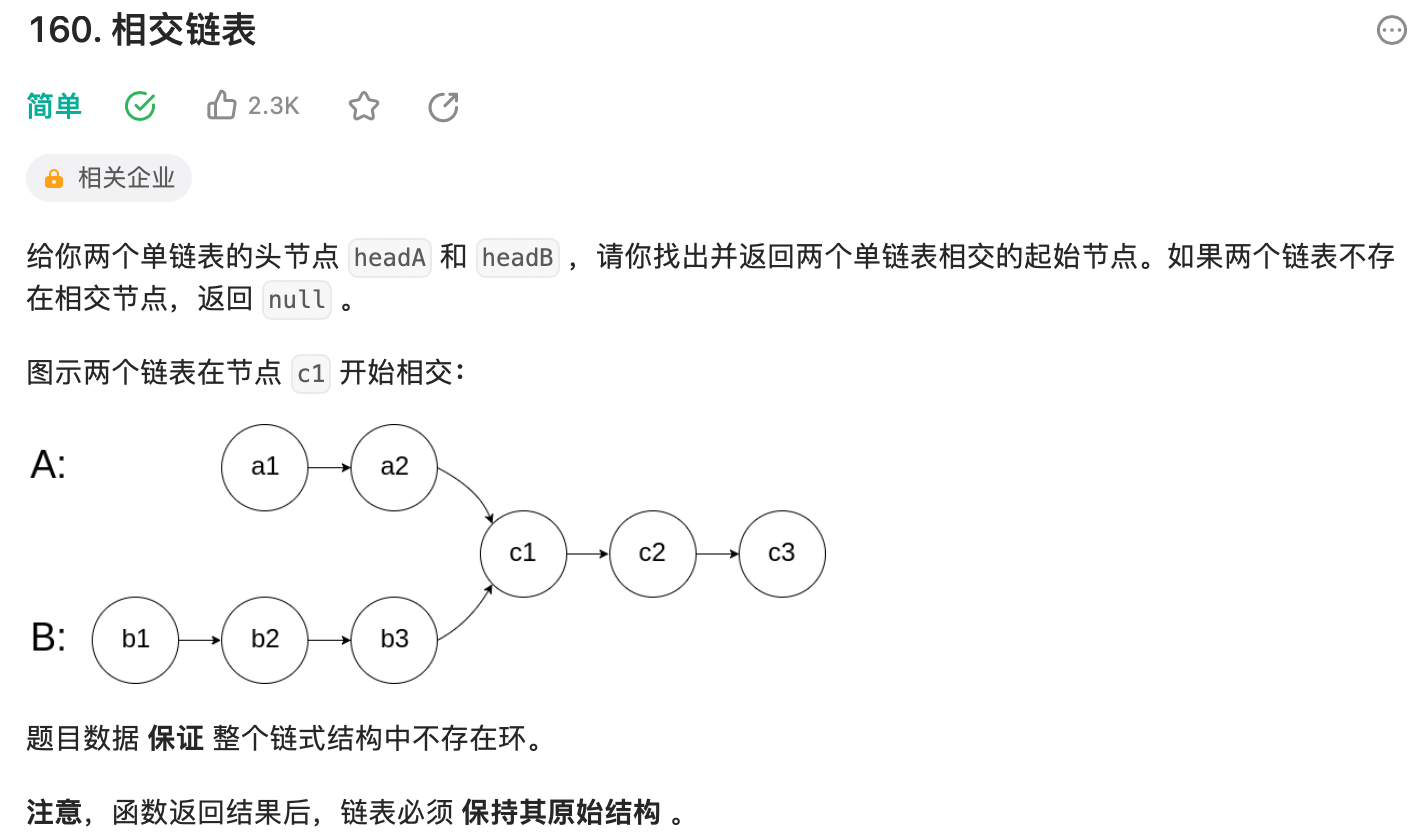 160. 相交链表
简单 2.3K
相关企业
给你两个单链表的头节点 headA 和 headB ，请你找出并返回两个单链表相交的起始节点。如果两个链表不存
在相交节点，返回 null 。
图示两个链表在节点 c1 开始相交：
A: a1 a2
c1 c2 c3
B: b1 b2 b3
题目数据 保证 整个链式结构中不存在环。
注意，函数返回结果后，链表必须 保持其原始结构 。